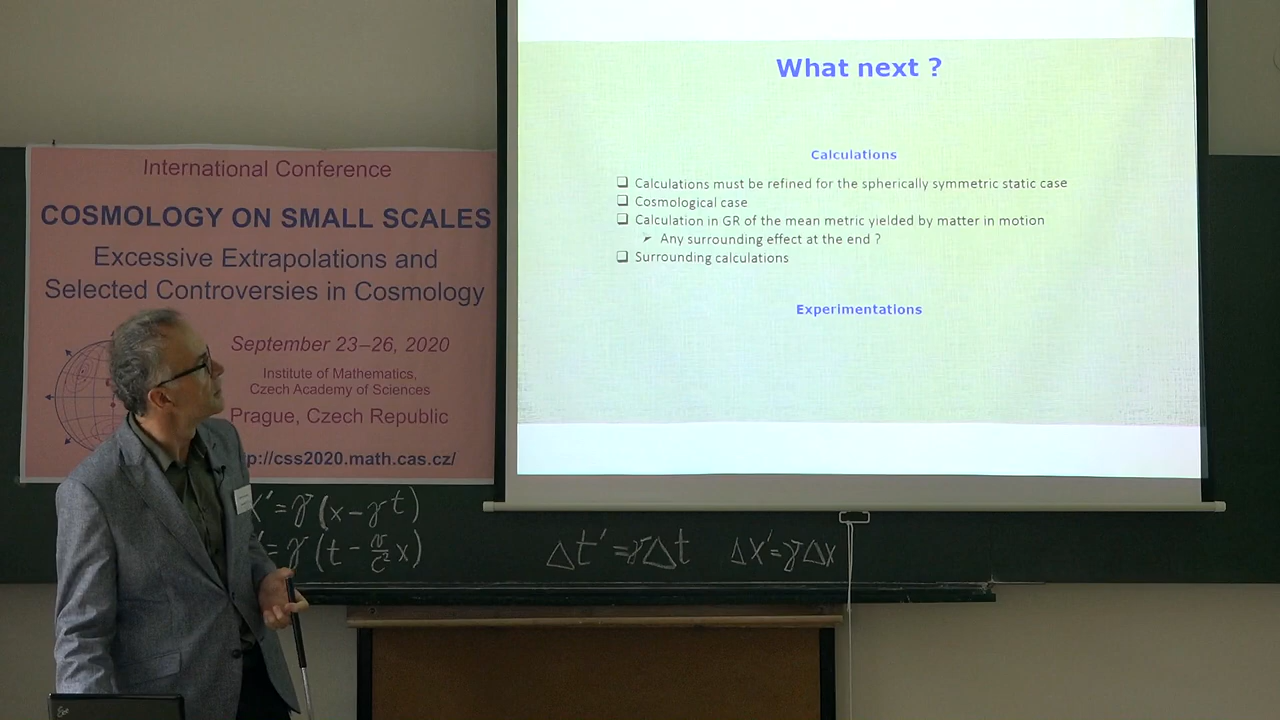 What next ?
Calculations
❑ Calculations must be refined for the spherically symmetric static case
❑ Cosmological case
❑ Calculation in GR of the mean metric yielded by matter in motion
➢ Any surrounding effect at the end ?
❑ Surrounding calculations
Experimentations
International Conference
COSMOLOGY ON SMALL SCALES
Excessive Extrapolations and
Selected Controversies in Cosmology
September 23–26, 2020
Institute of Mathematics,
Czech Academy of Sciences
Prague, Czech Republic
p://css2020.math.cas.cz/
x' = γ(x − γt)
' = γ(t − v/c² x)
Δt' = γΔt Δx' = γΔx